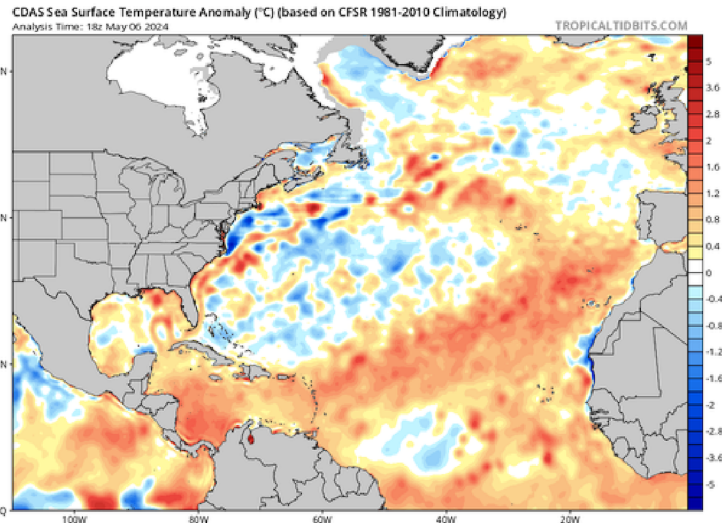 CDAS Sea Surface Temperature Anomaly (°C) (based on CFSR 1981-2010 Climatology)
Analysis Time: 18z May 06 2024
TROPICALTIDBITS.COM
N
N
N
Q
5
3.6
2.8
2
1.6
1.2
0.8
0.4
0
-0.4
-0.8
-1.2
-1.6
-2
-2.8
-3.6
-5
100W
80W
60W
40W
20W